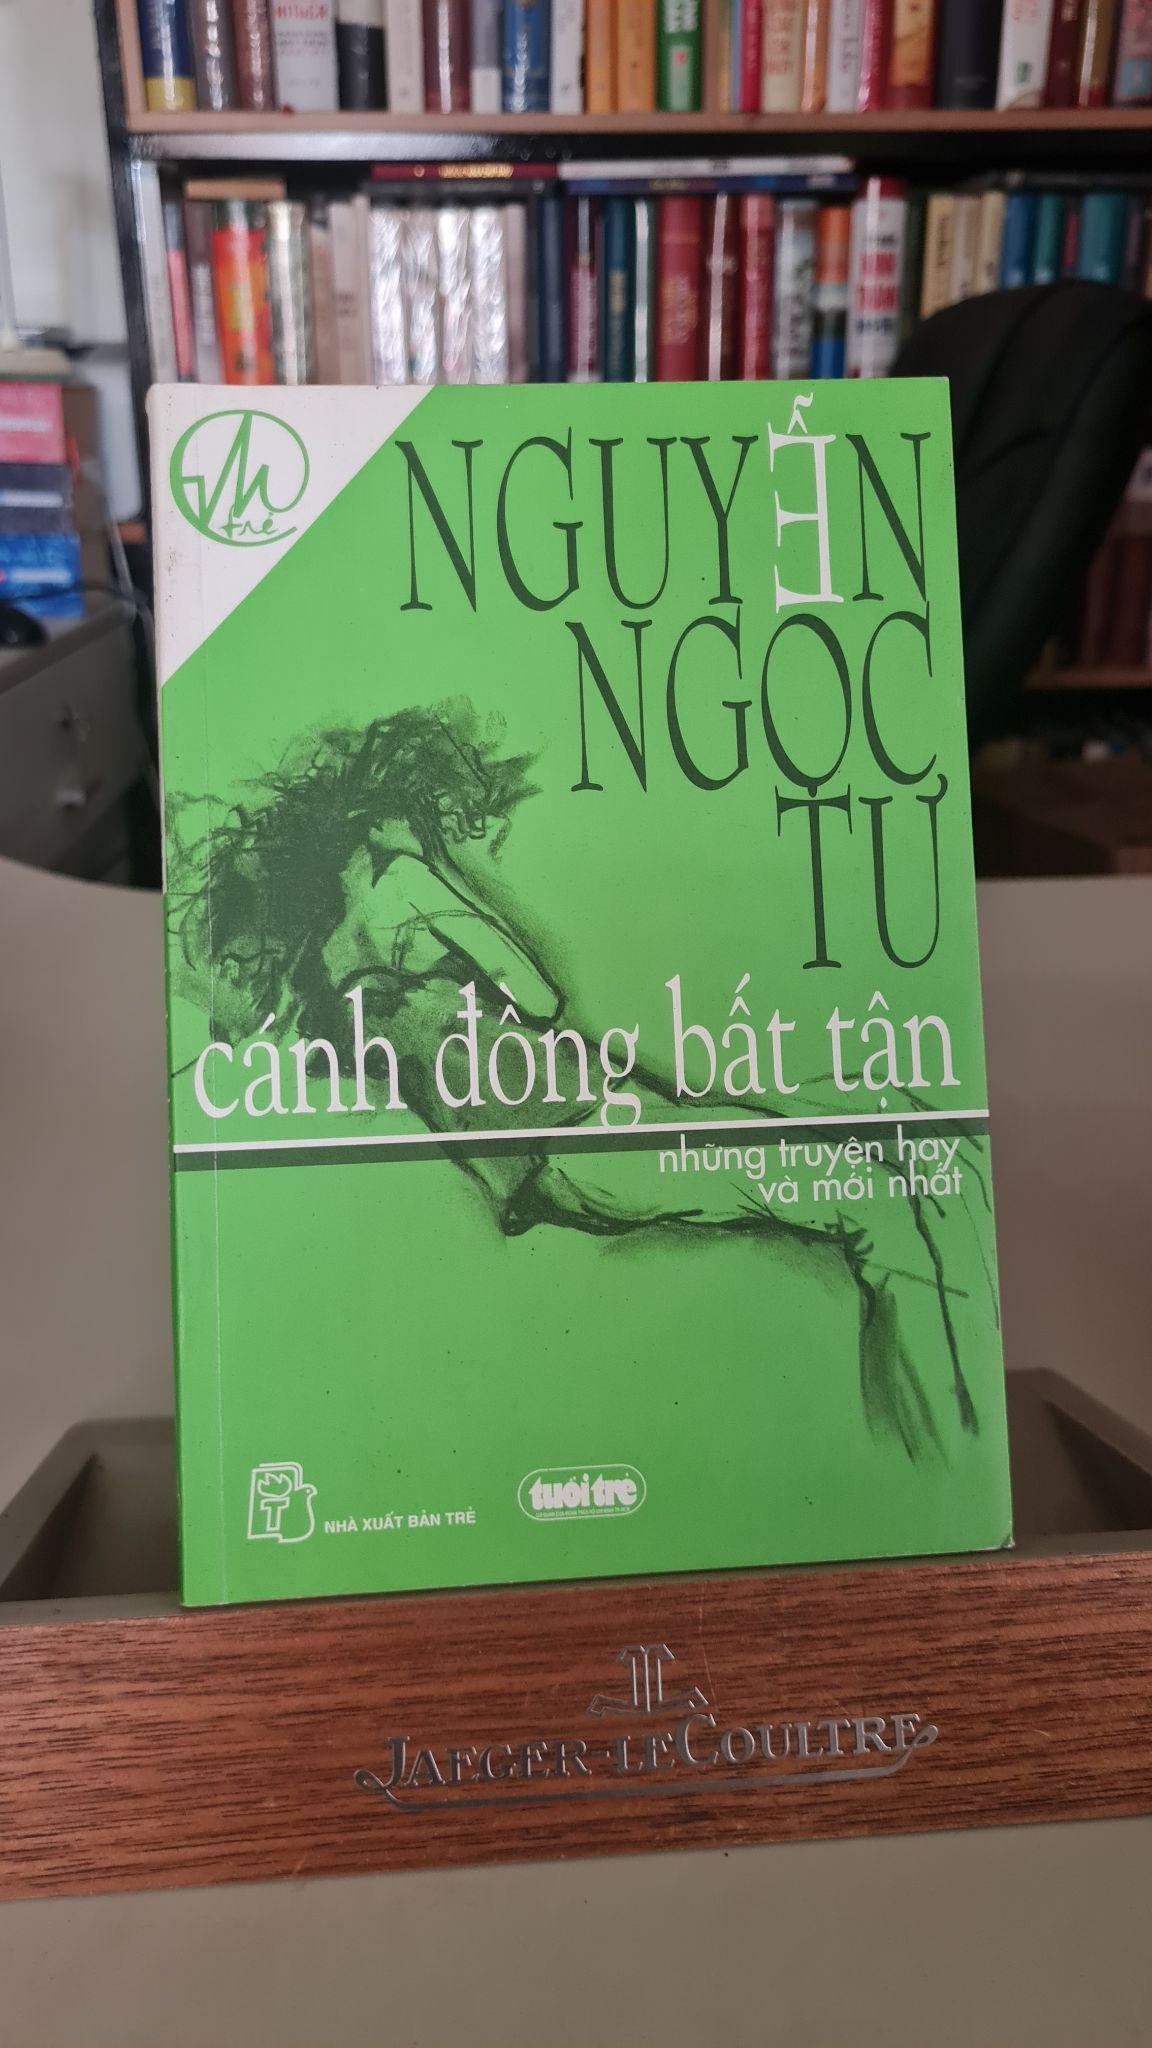 NGUYỄN
NGỌC
TƯ
cánh đồng bất tận
những truyện hay
và mới nhất
trẻ
T
NHÀ XUẤT BẢN TRẺ
tuổi trẻ
JAEGER-LECOULTRE